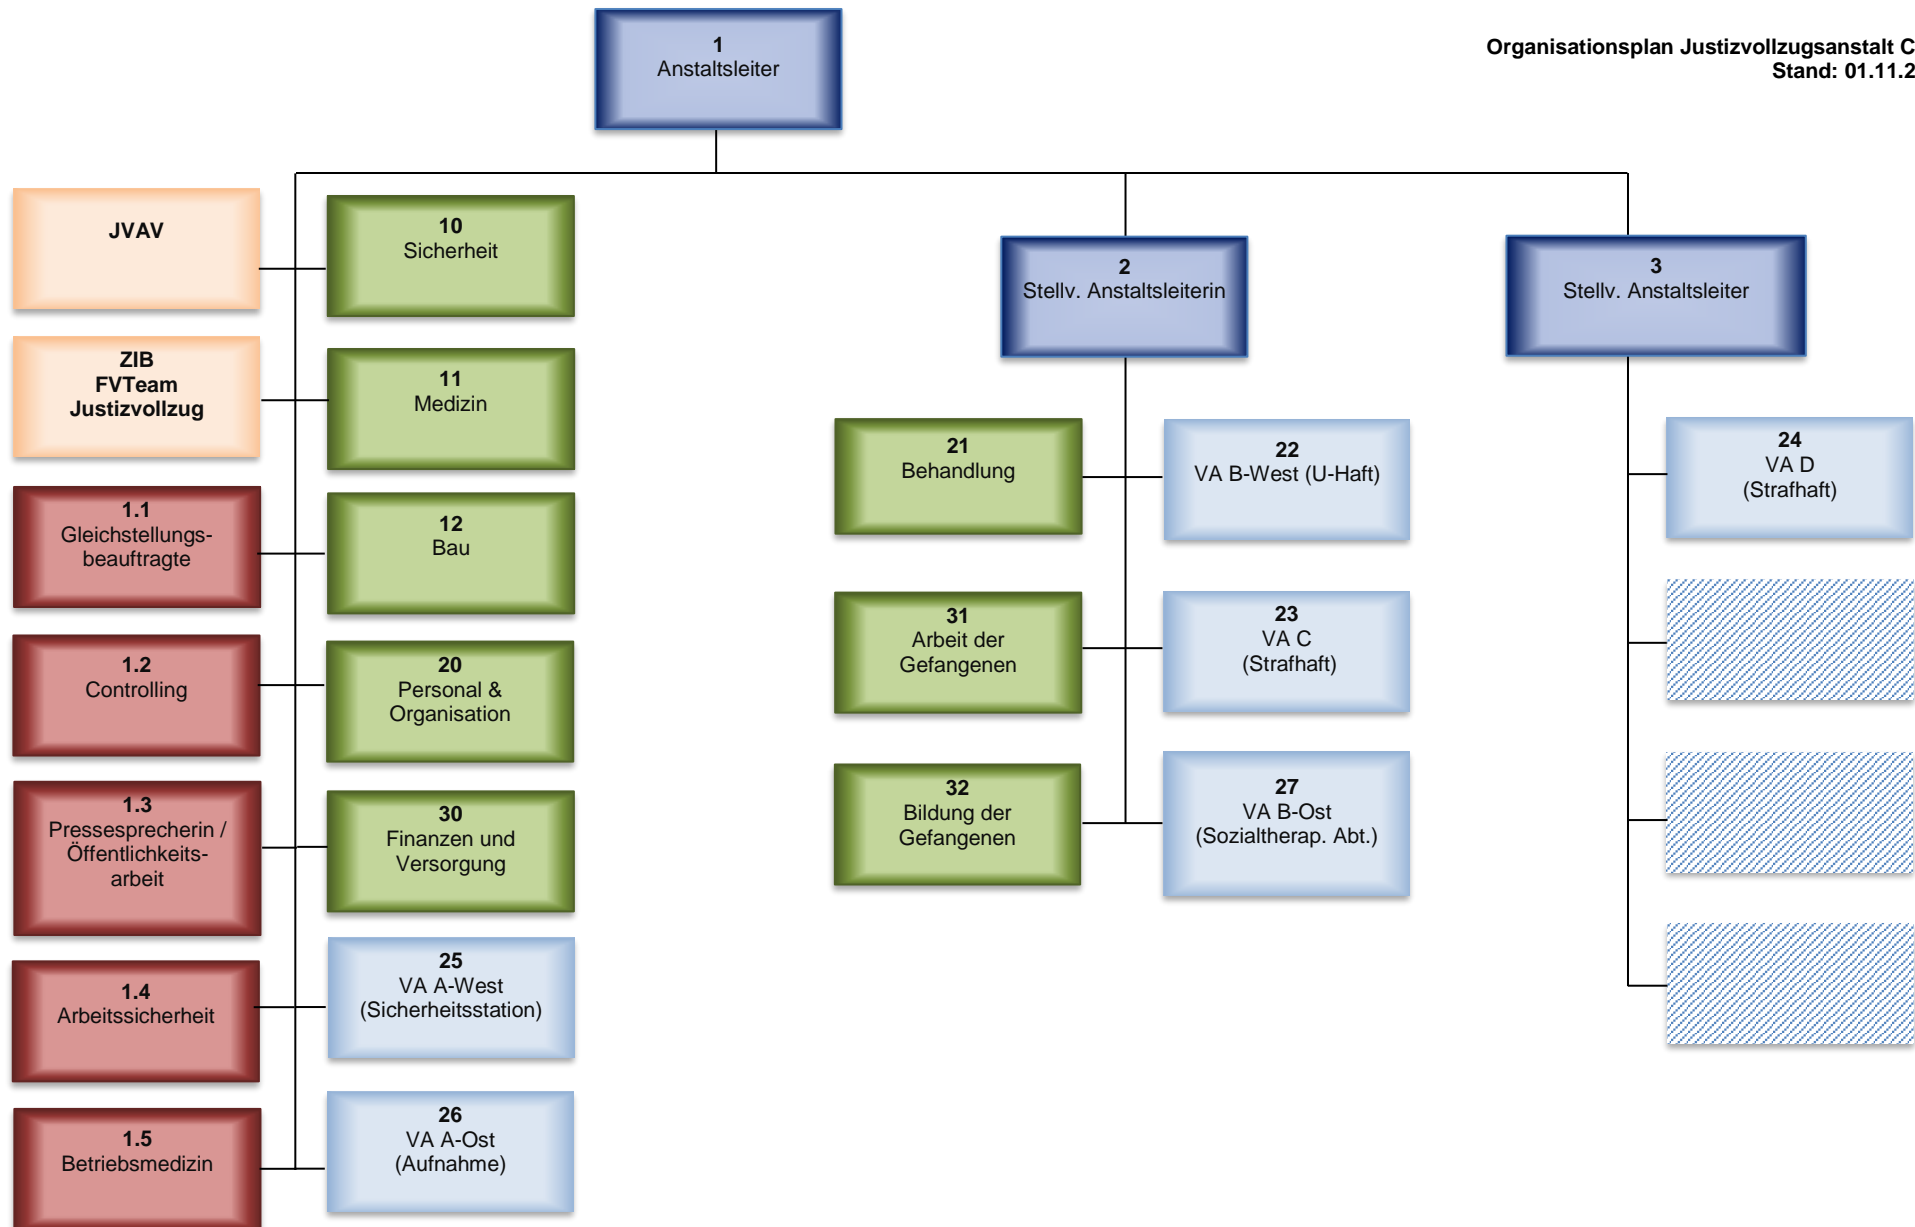 1
Anstaltsleiter
Organisationsplan Justizvollzugsanstalt C
Stand: 01.11.2
JVAV
10
Sicherheit
2
Stellv. Anstaltsleiterin
3
Stellv. Anstaltsleiter
ZIB
FVTeam
Justizvollzug
11
Medizin
21
Behandlung
22
VA B-West (U-Haft)
24
VA D
(Strafhaft)
1.1
Gleichstellungs-
beauftragte
12
Bau
31
Arbeit der
Gefangenen
23
VA C
(Strafhaft)
1.2
Controlling
20
Personal &
Organisation
32
Bildung der
Gefangenen
27
VA B-Ost
(Sozialtherap. Abt.)
1.3
Pressesprecherin /
Öffentlichkeits-
arbeit
30
Finanzen und
Versorgung
1.4
Arbeitssicherheit
25
VA A-West
(Sicherheitsstation)
1.5
Betriebsmedizin
26
VA A-Ost
(Aufnahme)